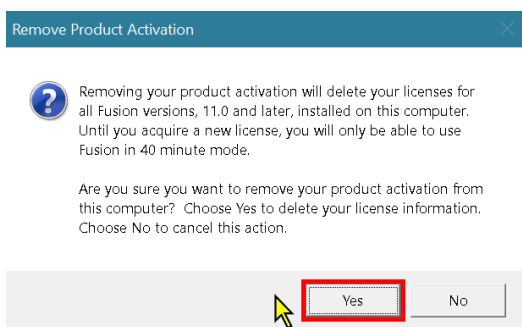 Remove Product Activation
Removing your product activation will delete your licenses for
all Fusion versions, 11.0 and later, installed on this computer.
Until you acquire a new license, you will only be able to use
Fusion in 40 minute mode.
Are you sure you want to remove your product activation from
this computer? Choose Yes to delete your license information.
Choose No to cancel this action.
Yes
No